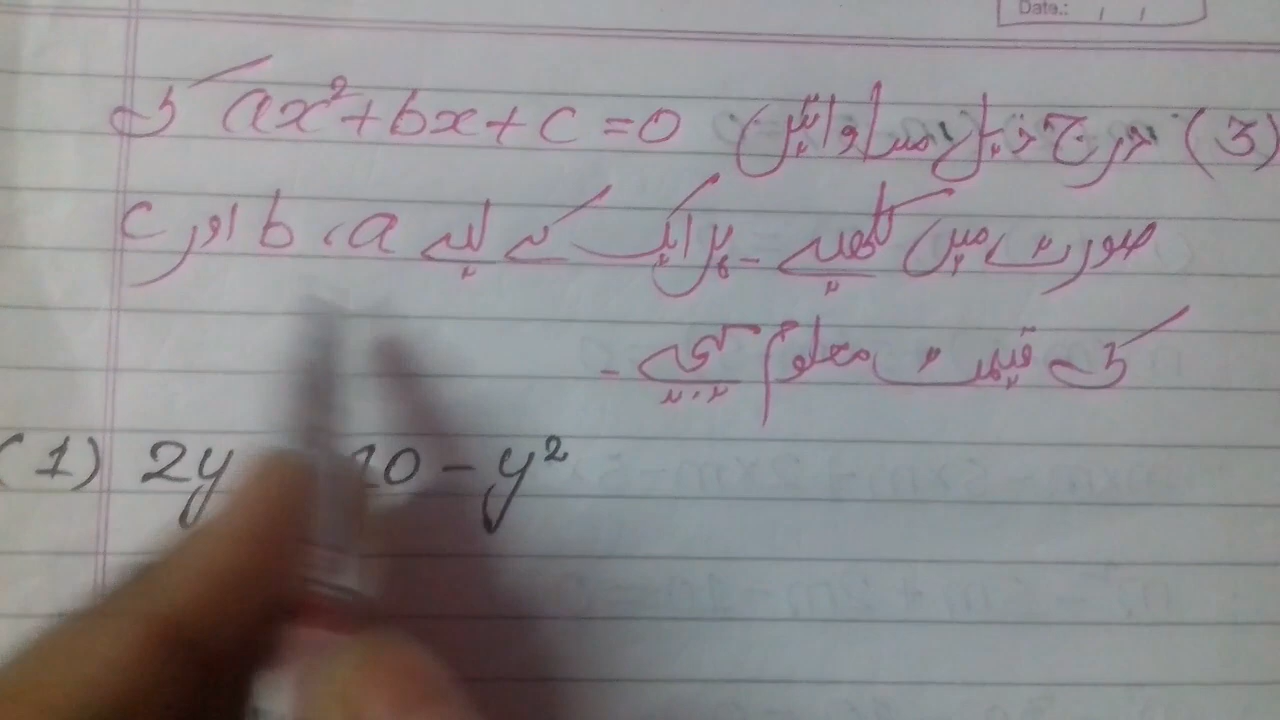 Date.: / /
(3) درج ذیل مساواتیں ax²+bx+c=0 کی
صورت میں لکھیے - ہر ایک کے لیے a، b اور c
کی قیمت معلوم کیجیے -
(1) 2y 10-y²